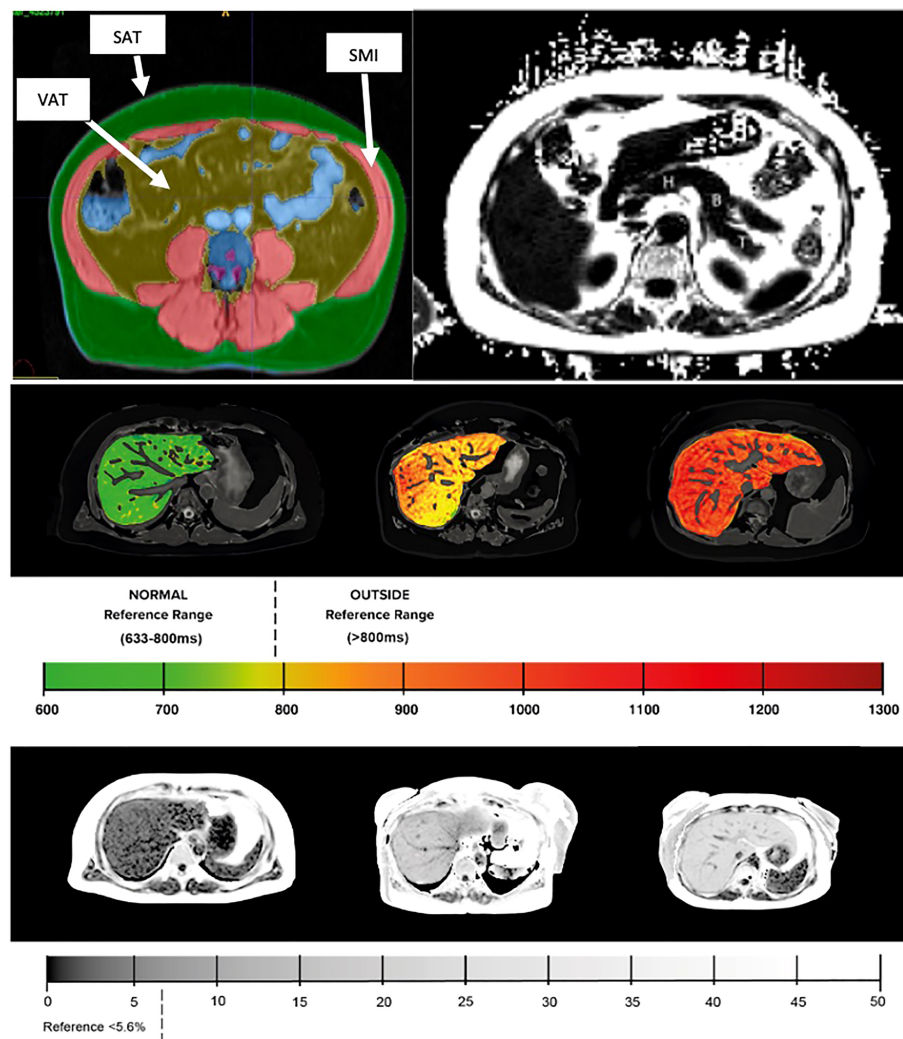 SAT
SMI
VAT
H
B
T
NORMAL
Reference Range
(633-800ms)
OUTSIDE
Reference Range
(>800ms)
600 700 800 900 1000 1100 1200 1300
0 5 10 15 20 25 30 35 40 45 50
Reference <5.6%